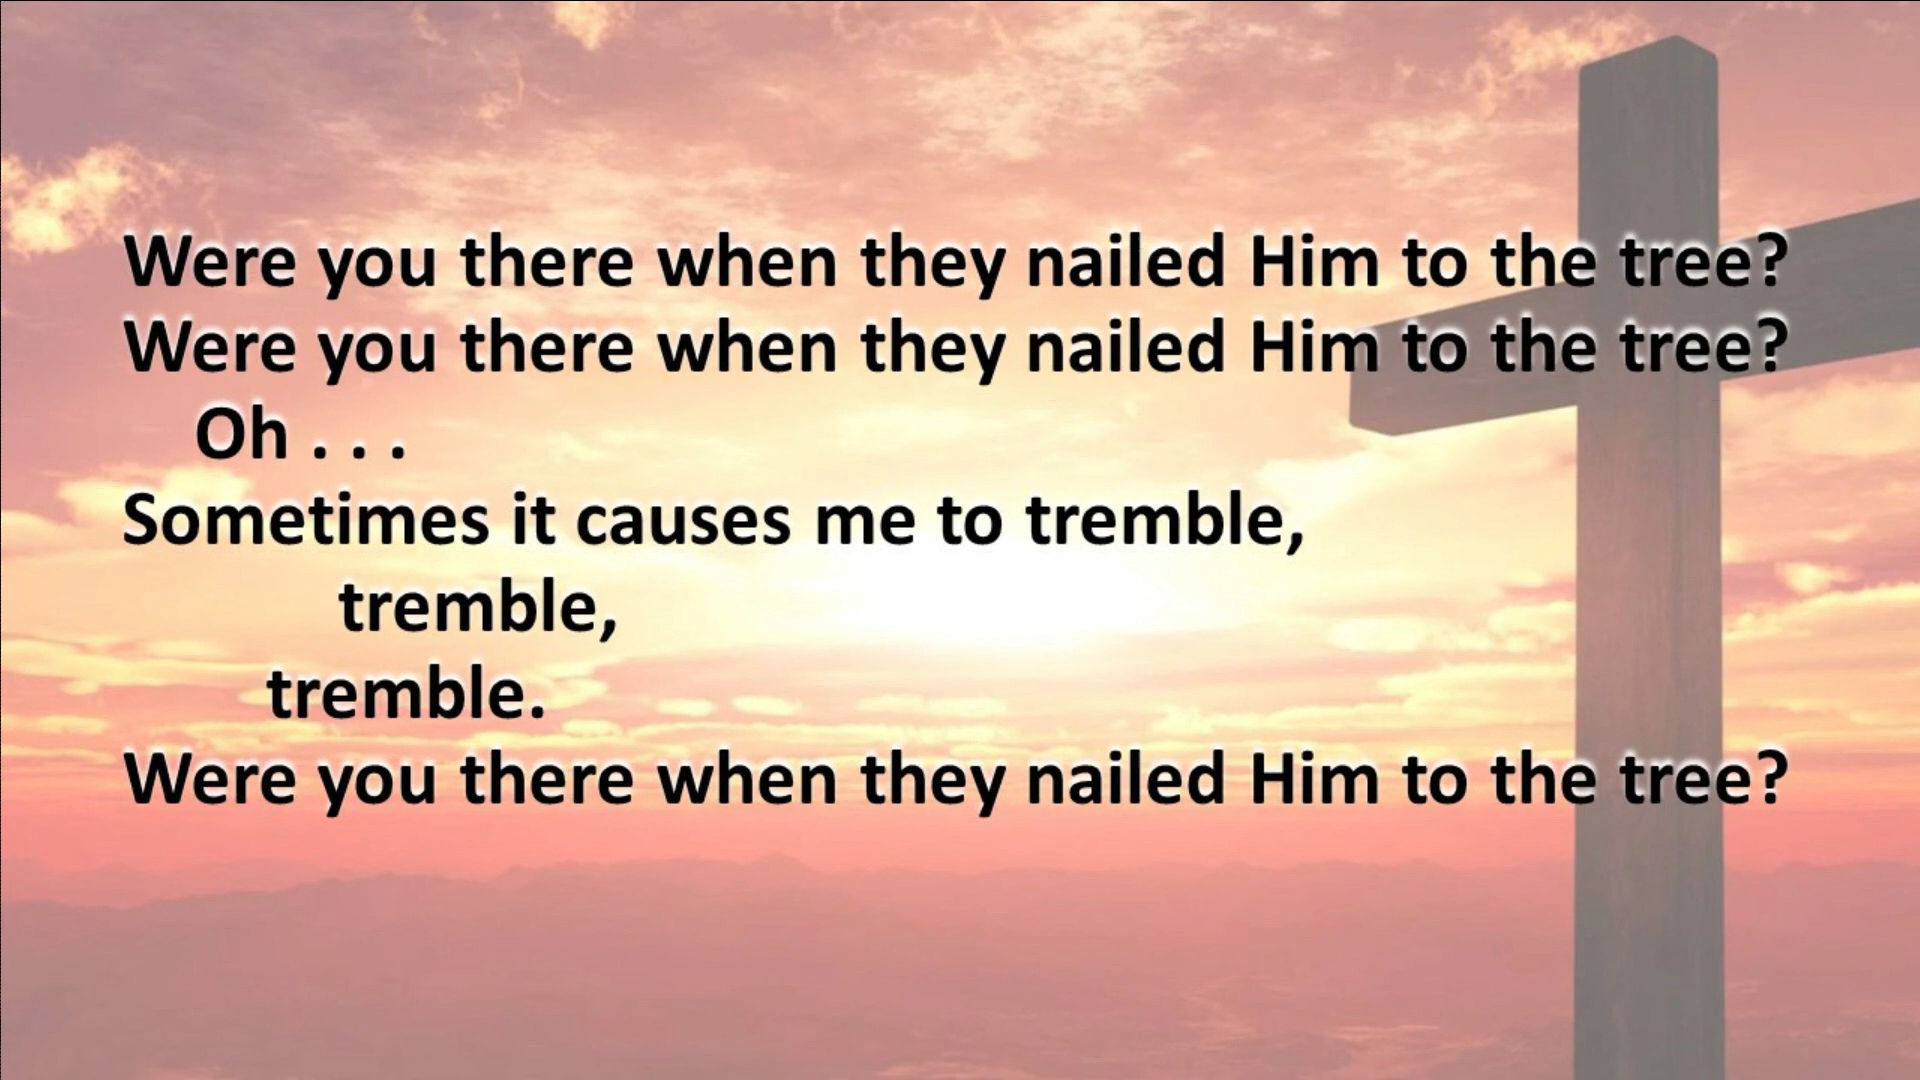 Were you there when they nailed Him to the tree?
Were you there when they nailed Him to the tree?
Oh . . .
Sometimes it causes me to tremble,
tremble,
tremble.
Were you there when they nailed Him to the tree?